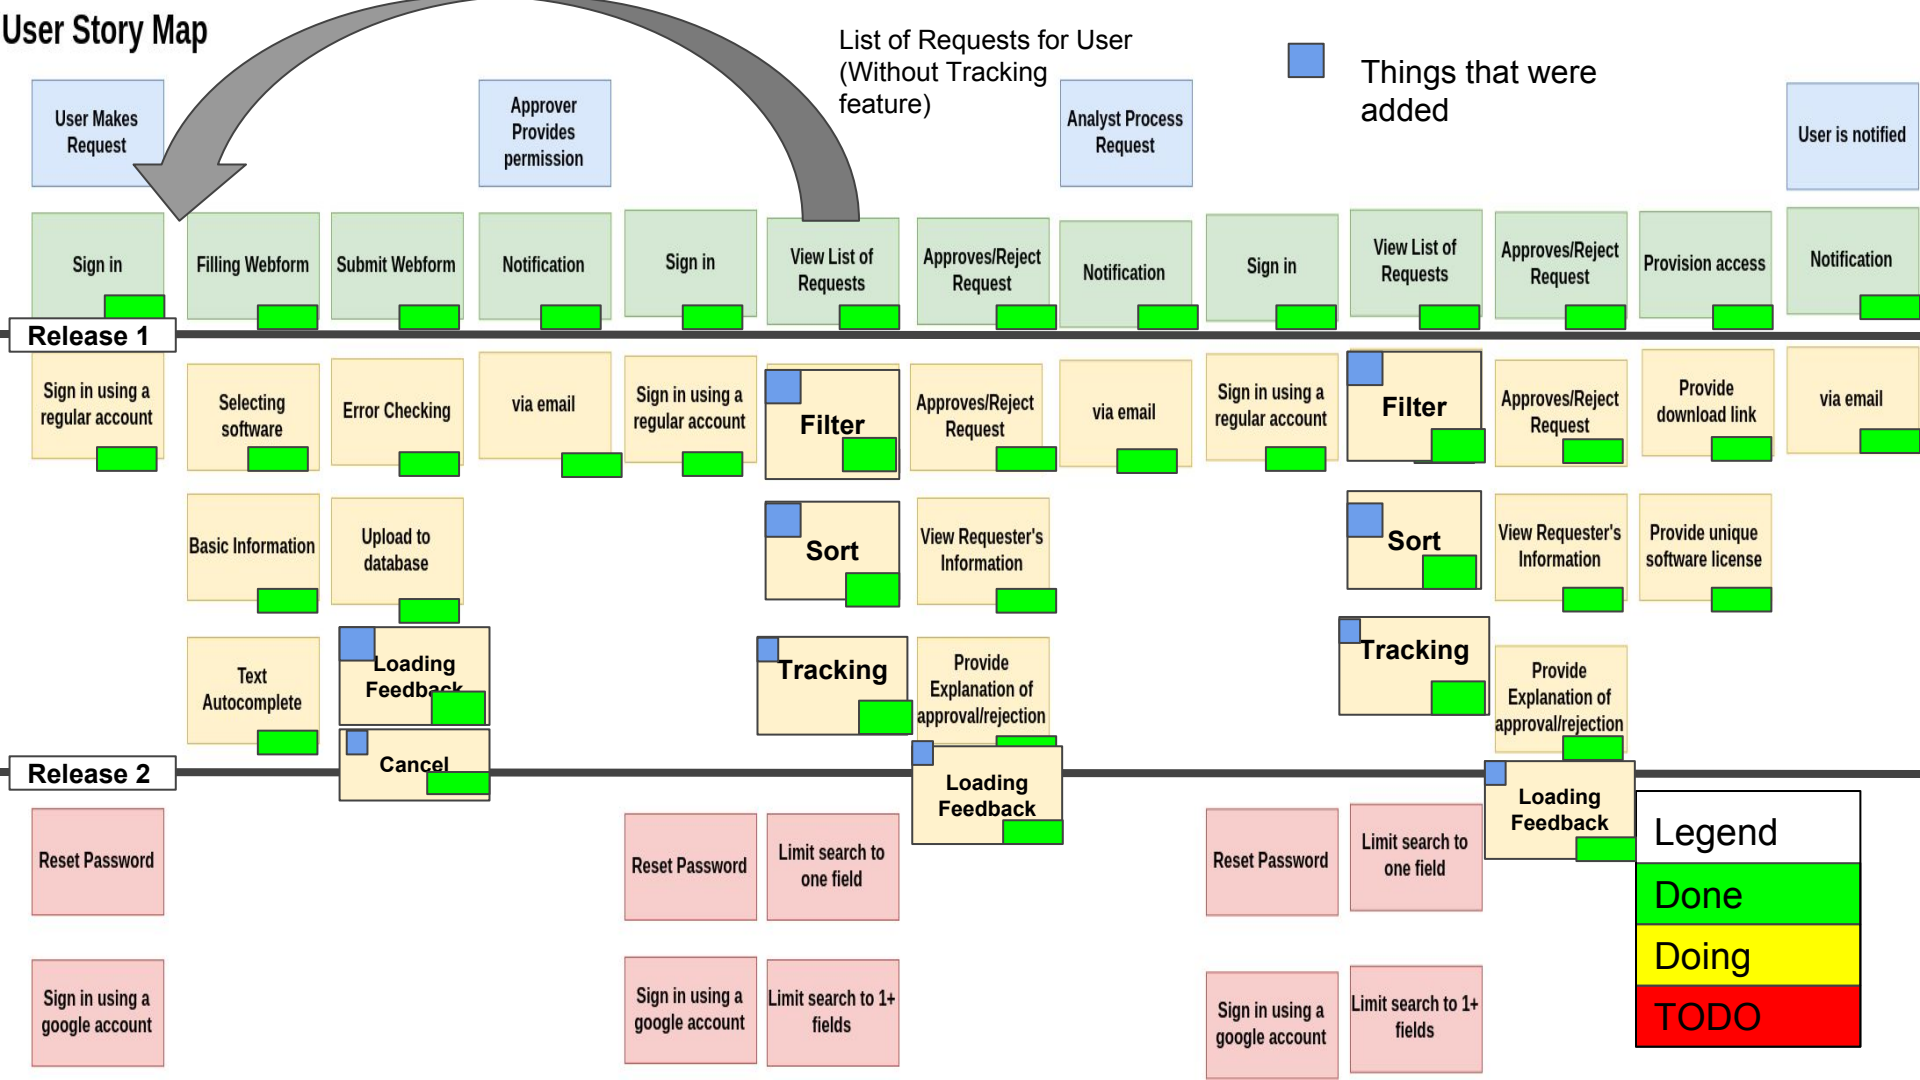 User Story Map
List of Requests for User
(Without Tracking
feature)
Things that were
added
User Makes
Request
Approver
Provides
permission
Analyst Process
Request
User is notified
Sign in
Filling Webform
Submit Webform
Notification
Sign in
View List of
Requests
Approves/Reject
Request
Notification
Sign in
View List of
Requests
Approves/Reject
Request
Provision access
Notification
Release 1
Sign in using a
regular account
Selecting
software
Error Checking
via email
Sign in using a
regular account
Filter
Approves/Reject
Request
via email
Sign in using a
regular account
Filter
Approves/Reject
Request
Provide
download link
via email
Basic Information
Upload to
database
Sort
View Requester's
Information
Sort
View Requester's
Information
Provide unique
software license
Text
Autocomplete
Loading
Feedback
Tracking
Provide
Explanation of
approval/rejection
Tracking
Provide
Explanation of
approval/rejection
Release 2
Cancel
Loading
Feedback
Loading
Feedback
Reset Password
Reset Password
Limit search to
one field
Reset Password
Limit search to
one field
Sign in using a
google account
Sign in using a
google account
Limit search to 1+
fields
Sign in using a
google account
Limit search to 1+
fields
Legend
Done
Doing
TODO